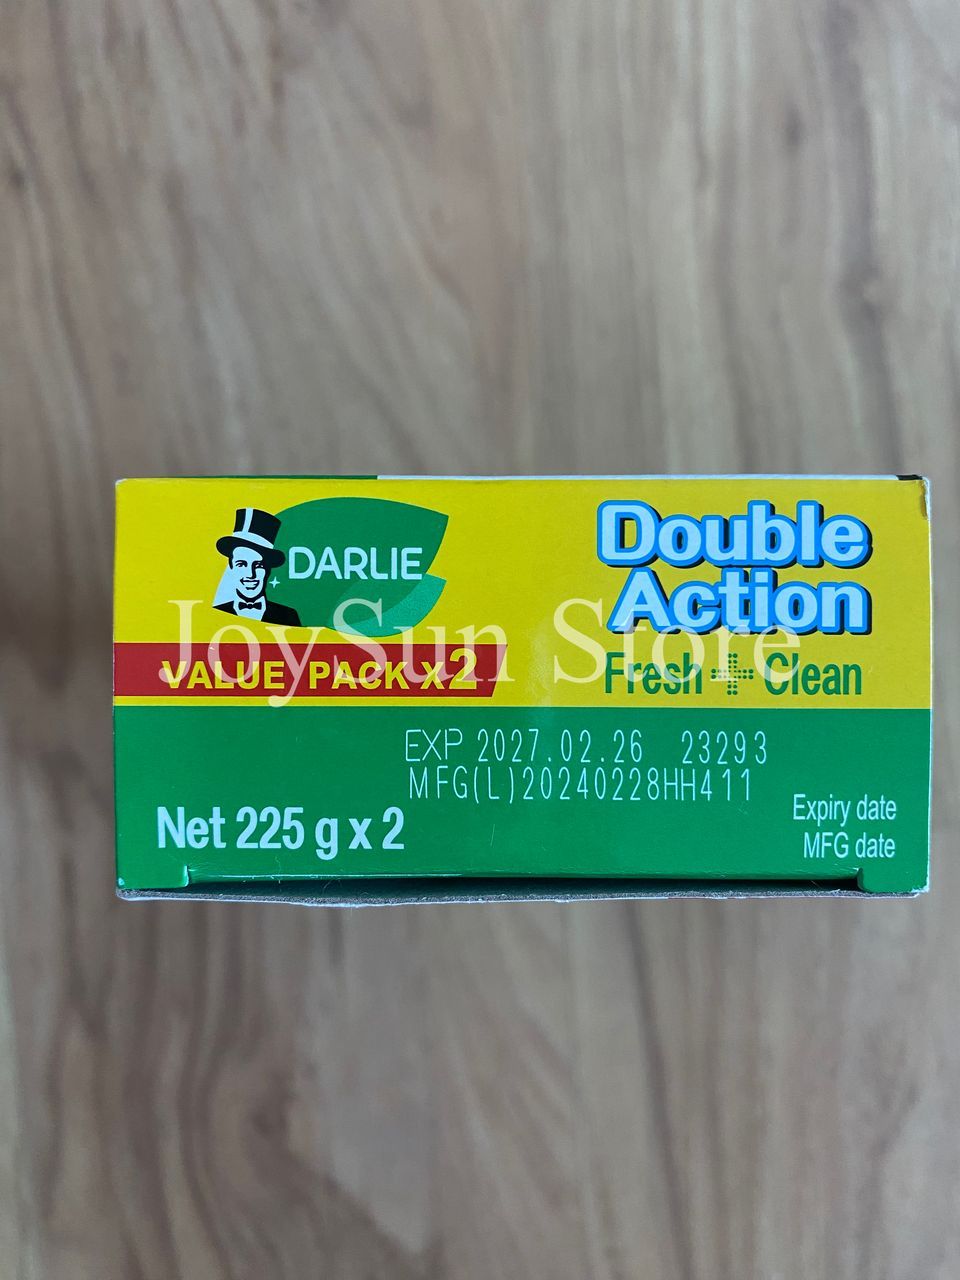 DARLIE
Double
Action
JoySun Store
VALUE PACK X2
Fresh + Clean
EXP 2027.02.26 23293
MFG(L)20240228HH411
Net 225 g x 2
Expiry date
MFG date